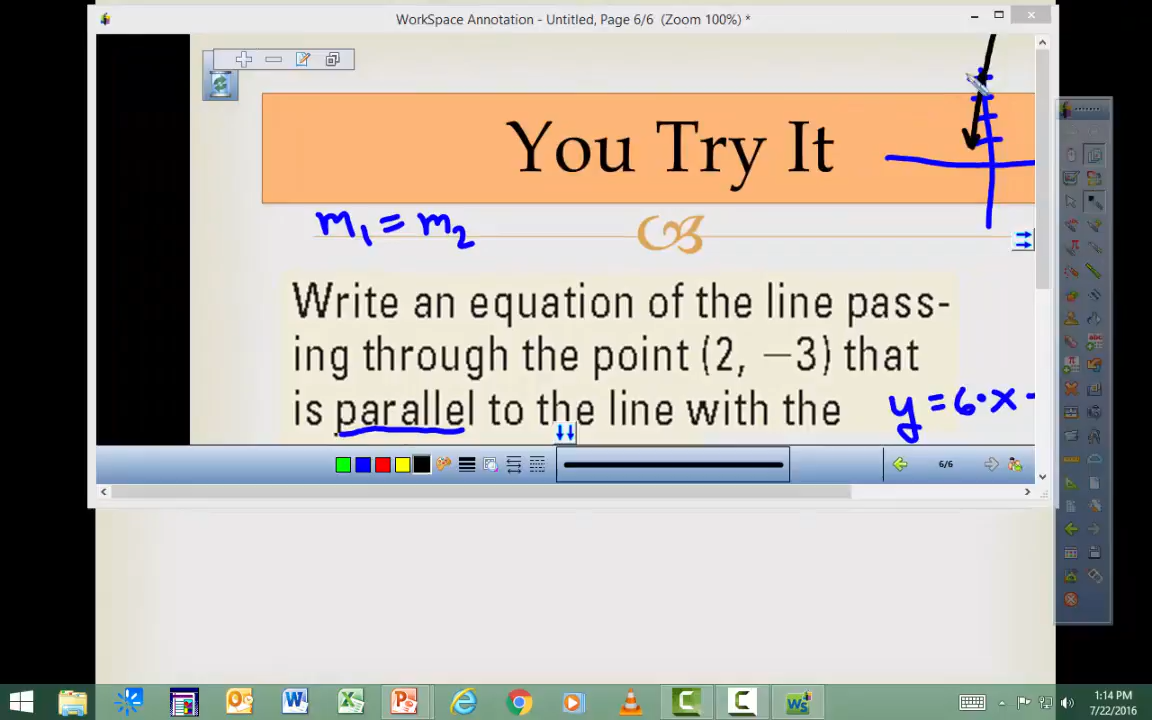 WorkSpace Annotation - Untitled, Page 6/6 (Zoom 100%) *
You Try It
m₁ = m₂
Write an equation of the line pass-
ing through the point (2, −3) that
is parallel to the line with the
y = 6·x -
6/6
1:14 PM
7/22/2016